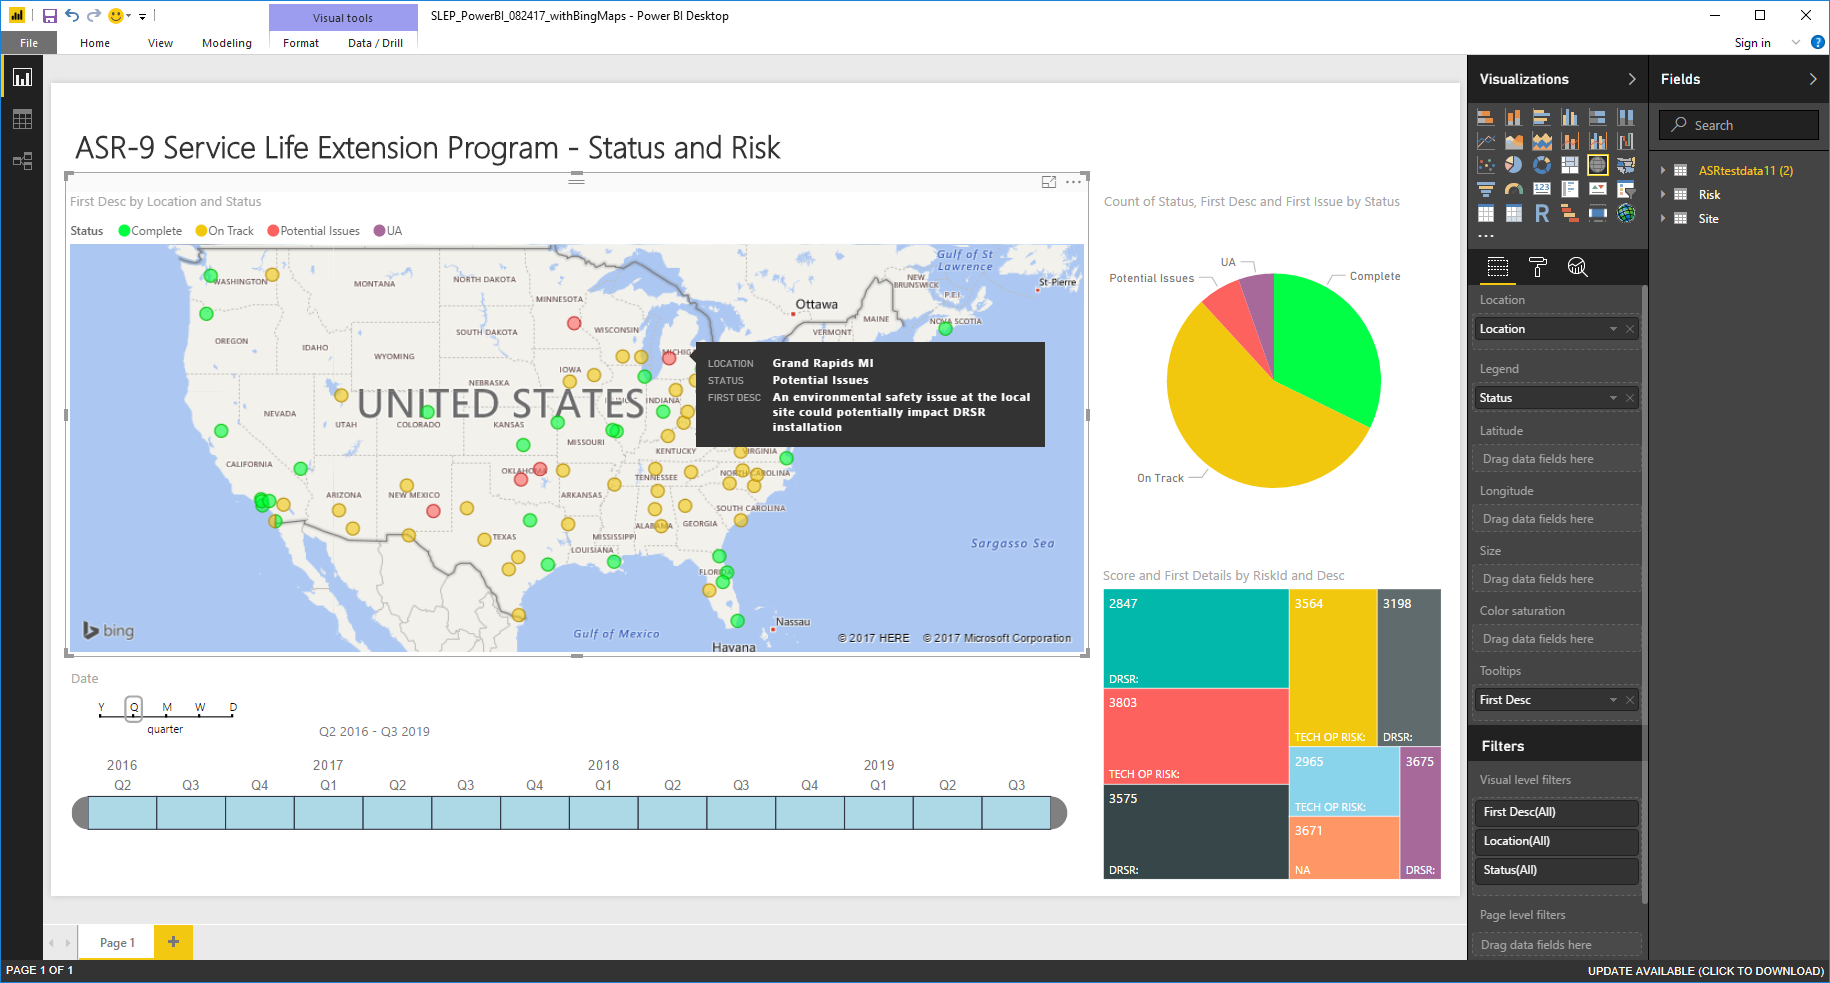 Visual tools
SLEP_PowerBI_082417_withBingMaps - Power BI Desktop
File
Home
View
Modeling
Format
Data / Drill
Sign in
?
ASR-9 Service Life Extension Program - Status and Risk
First Desc by Location and Status
Status
Complete
On Track
Potential Issues
UA
WASHINGTON
MONTANA
NORTH DAKOTA
MINNESOTA
OREGON
IDAHO
SOUTH DAKOTA
WISCONSIN
WYOMING
IOWA
NEBRASKA
UNITED STATES
INDIANA
NEVADA
UTAH
COLORADO
KANSAS
MISSOURI
KENTUCKY
VIRGINIA
CALIFORNIA
OKLAHOMA
TENNESSEE
NORTH CAROLINA
ARIZONA
NEW MEXICO
ARKANSAS
SOUTH CAROLINA
ALABAMA
GEORGIA
TEXAS
MISSISSIPPI
LOUISIANA
FLORIDA
Ottawa
MAINE
VERMONT
NEW BRUNSWICK
P.E.I.
NOVA SCOTIA
St-Pierre
Gulf of St Lawrence
Sargasso Sea
Gulf of Mexico
Nassau
Havana
bing
© 2017 HERE
© 2017 Microsoft Corporation
LOCATION Grand Rapids MI
STATUS Potential Issues
FIRST DESC An environmental safety issue at the local
site could potentially impact DRSR
installation
Date
Y Q M W D
quarter
Q2 2016 - Q3 2019
2016 2017 2018 2019
Q2 Q3 Q4 Q1 Q2 Q3 Q4 Q1 Q2 Q3 Q4 Q1 Q2 Q3
Count of Status, First Desc and First Issue by Status
UA
Potential Issues
Complete
On Track
Score and First Details by RiskId and Desc
2847
DRSR:
3803
TECH OP RISK:
3575
DRSR:
3564
TECH OP RISK:
3198
DRSR:
2965
TECH OP RISK:
3671
NA
3675
DRSR:
Visualizations
123
R
Location
Location
Legend
Status
Latitude
Drag data fields here
Longitude
Drag data fields here
Size
Drag data fields here
Color saturation
Drag data fields here
Tooltips
First Desc
Filters
Visual level filters
First Desc(All)
Location(All)
Status(All)
Page level filters
Drag data fields here
Fields
Search
ASRtestdata11 (2)
Risk
Site
Page 1
+
PAGE 1 OF 1
UPDATE AVAILABLE (CLICK TO DOWNLOAD)